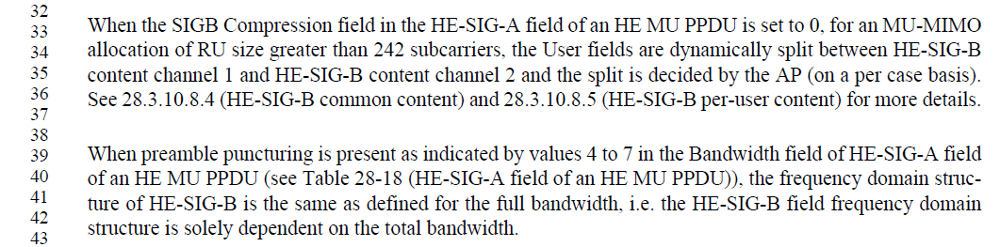 32
33 When the SIGB Compression field in the HE-SIG-A field of an HE MU PPDU is set to 0, for an MU-MIMO
34 allocation of RU size greater than 242 subcarriers, the User fields are dynamically split between HE-SIG-B
35 content channel 1 and HE-SIG-B content channel 2 and the split is decided by the AP (on a per case basis).
36 See 28.3.10.8.4 (HE-SIG-B common content) and 28.3.10.8.5 (HE-SIG-B per-user content) for more details.
37
38
39 When preamble puncturing is present as indicated by values 4 to 7 in the Bandwidth field of HE-SIG-A field
40 of an HE MU PPDU (see Table 28-18 (HE-SIG-A field of an HE MU PPDU)), the frequency domain struc-
41 ture of HE-SIG-B is the same as defined for the full bandwidth, i.e. the HE-SIG-B field frequency domain
42 structure is solely dependent on the total bandwidth.
43